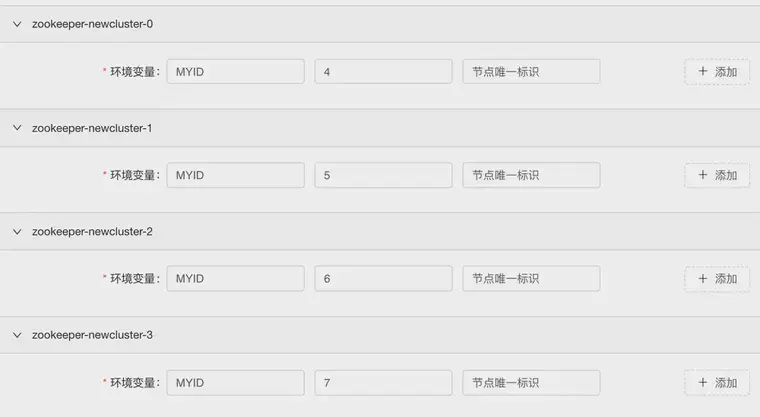 zookeeper-newcluster-0
* 环境变量: MYID 4 节点唯一标识 + 添加
zookeeper-newcluster-1
* 环境变量: MYID 5 节点唯一标识 + 添加
zookeeper-newcluster-2
* 环境变量: MYID 6 节点唯一标识 + 添加
zookeeper-newcluster-3
* 环境变量: MYID 7 节点唯一标识 + 添加